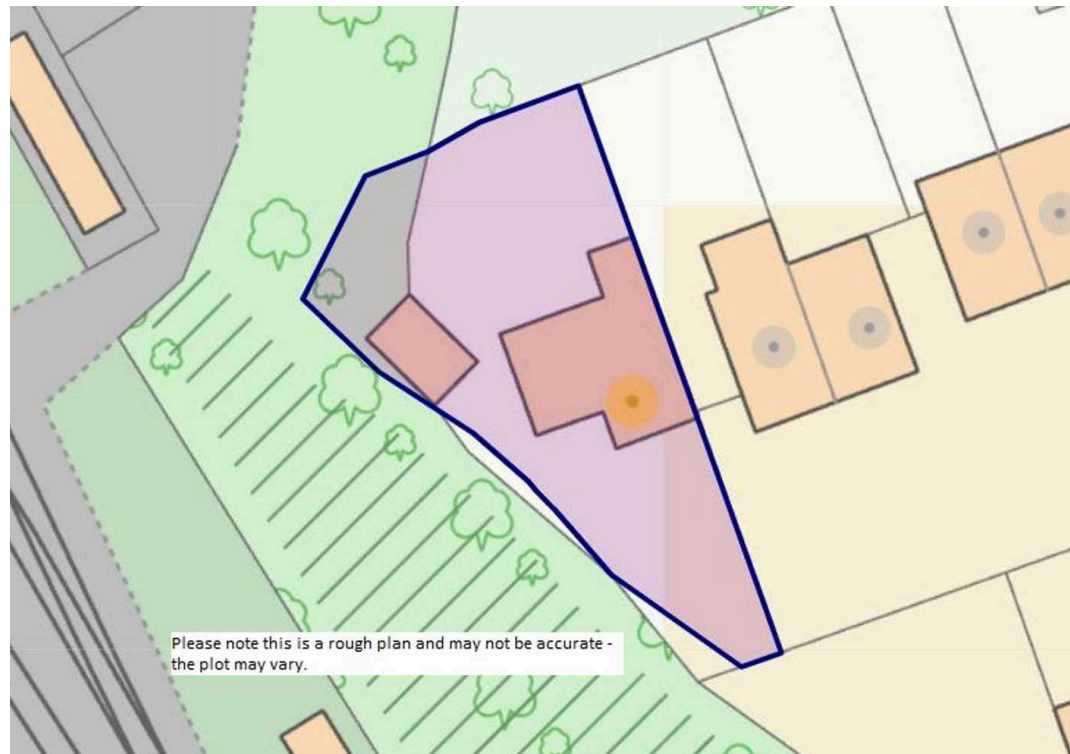 Please note this is a rough plan and may not be accurate -
the plot may vary.